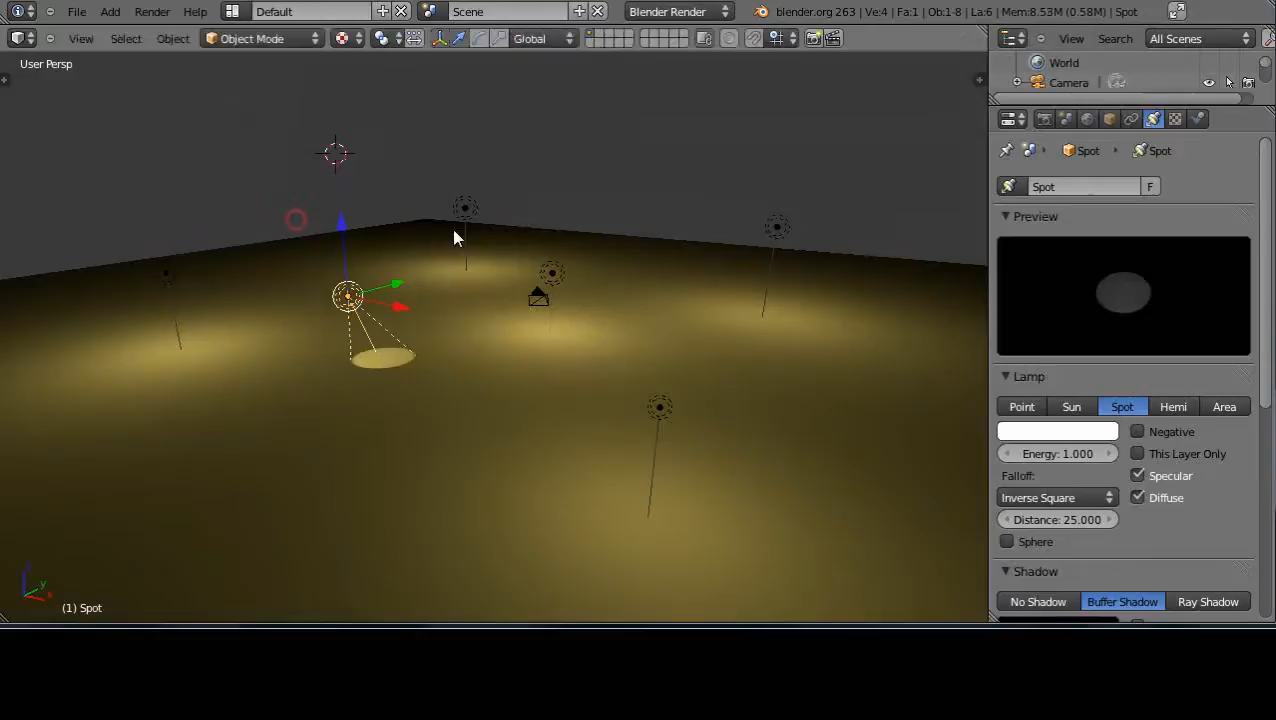 File Add Render Help Default Scene Blender Render blender.org 263 | Ve:4 | Fa:1 | Ob:1-8 | La:6 | Mem:8.53M (0.58M) | Spot
View Select Object Object Mode Global View Search All Scenes
User Persp
World
Camera
Spot Spot
Spot F
Preview
Lamp
Point Sun Spot Hemi Area
Negative
Energy: 1.000 This Layer Only
Falloff: Specular
Inverse Square Diffuse
Distance: 25.000
Sphere
Shadow
No Shadow Buffer Shadow Ray Shadow
y
x
(1) Spot